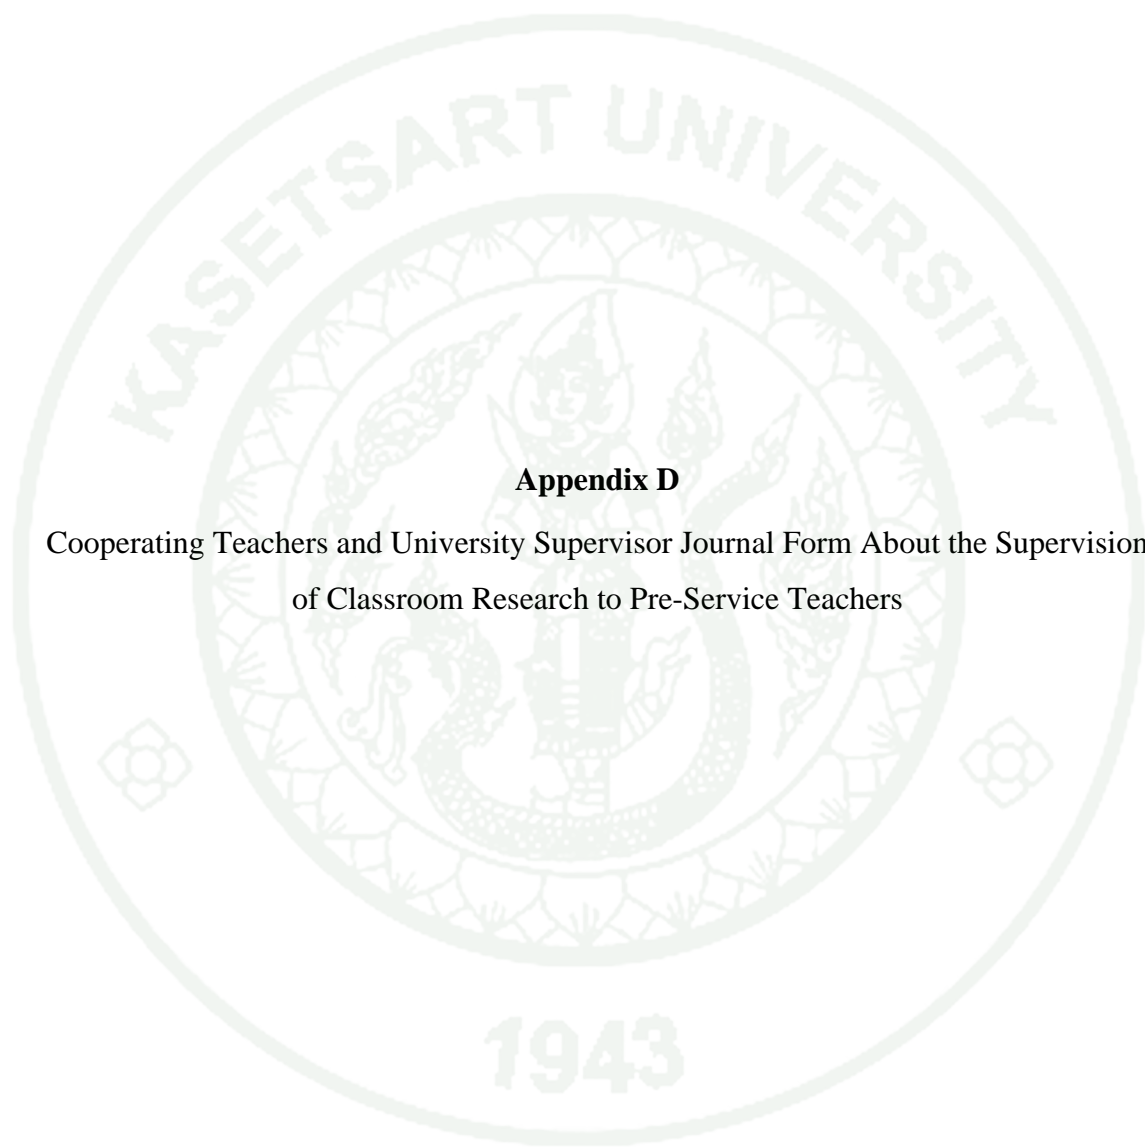 KASETSART UNIVERSITY
Appendix D
Cooperating Teachers and University Supervisor Journal Form About the Supervision
of Classroom Research to Pre-Service Teachers
1943